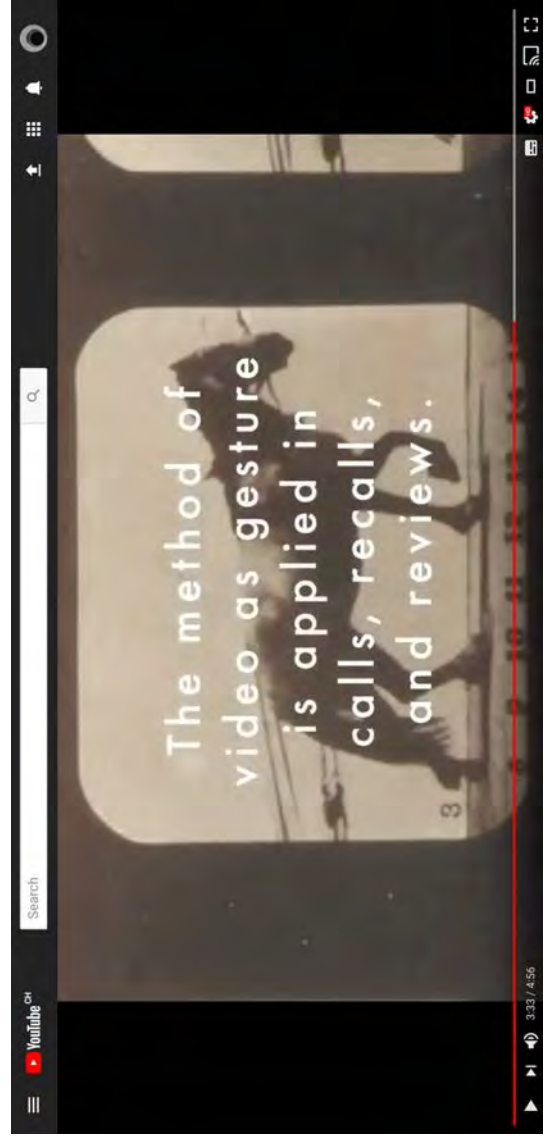 YouTube CH
Search
The method of
video as gesture
is applied in
calls, recalls,
and reviews.
3
3:33 / 4:56